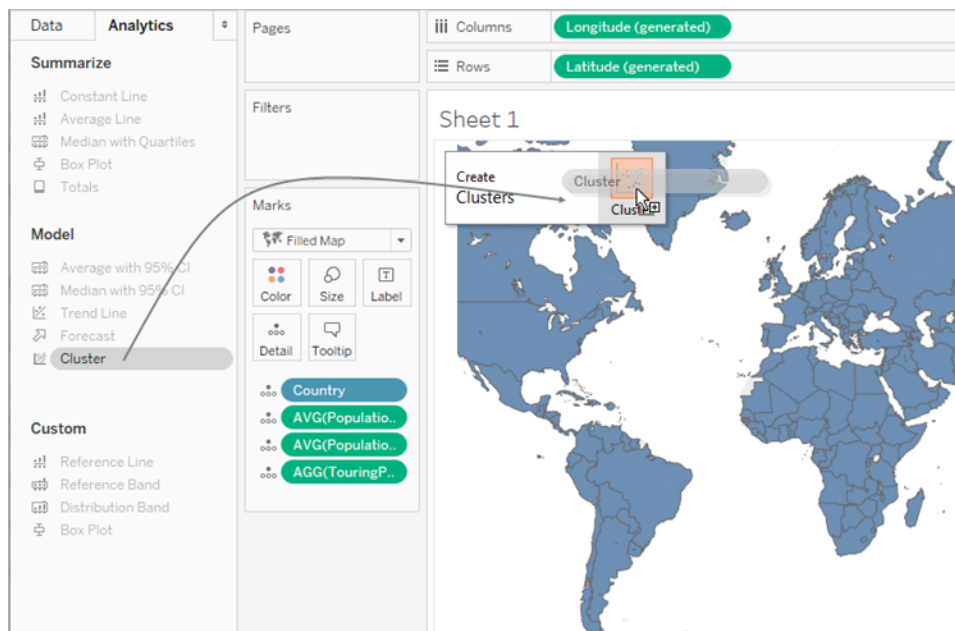 Data
Analytics
Summarize
Constant Line
Average Line
Median with Quartiles
Box Plot
Totals
Model
Average with 95% CI
Median with 95% CI
Trend Line
Forecast
Cluster
Custom
Reference Line
Reference Band
Distribution Band
Box Plot
Pages
Filters
Marks
Filled Map
Color
Size
Label
Detail
Tooltip
Country
AVG(Populatio..
AVG(Populatio..
AGG(TouringP..
Columns
Longitude (generated)
Rows
Latitude (generated)
Sheet 1
Create
Clusters
Cluster
Cluster